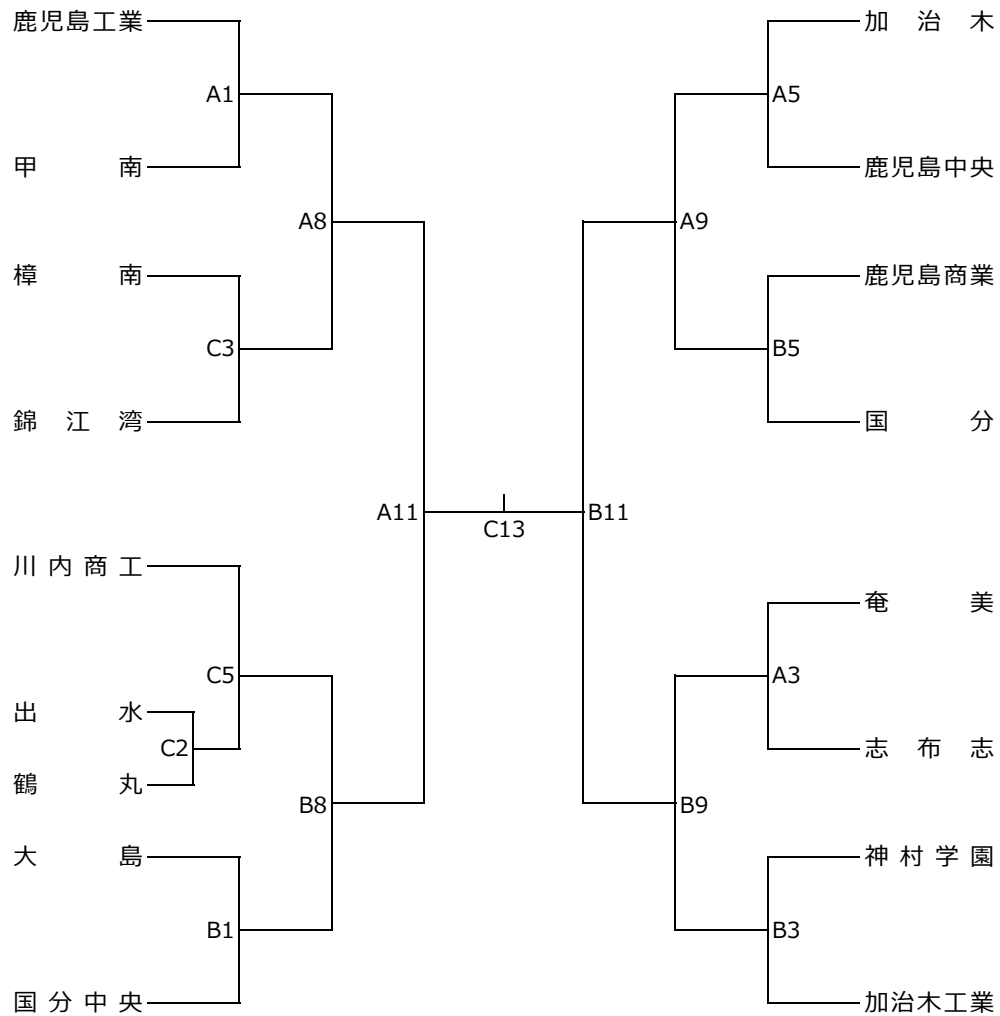 鹿児島工業
A1
甲南
A8
樟南
C3
錦江湾
A11
川内商工
C5
出水
C2
鶴丸
B8
大島
B1
国分中央
C13
加治木
A5
鹿児島中央
A9
鹿児島商業
B5
国分
B11
奄美
A3
志布志
B9
神村学園
B3
加治木工業